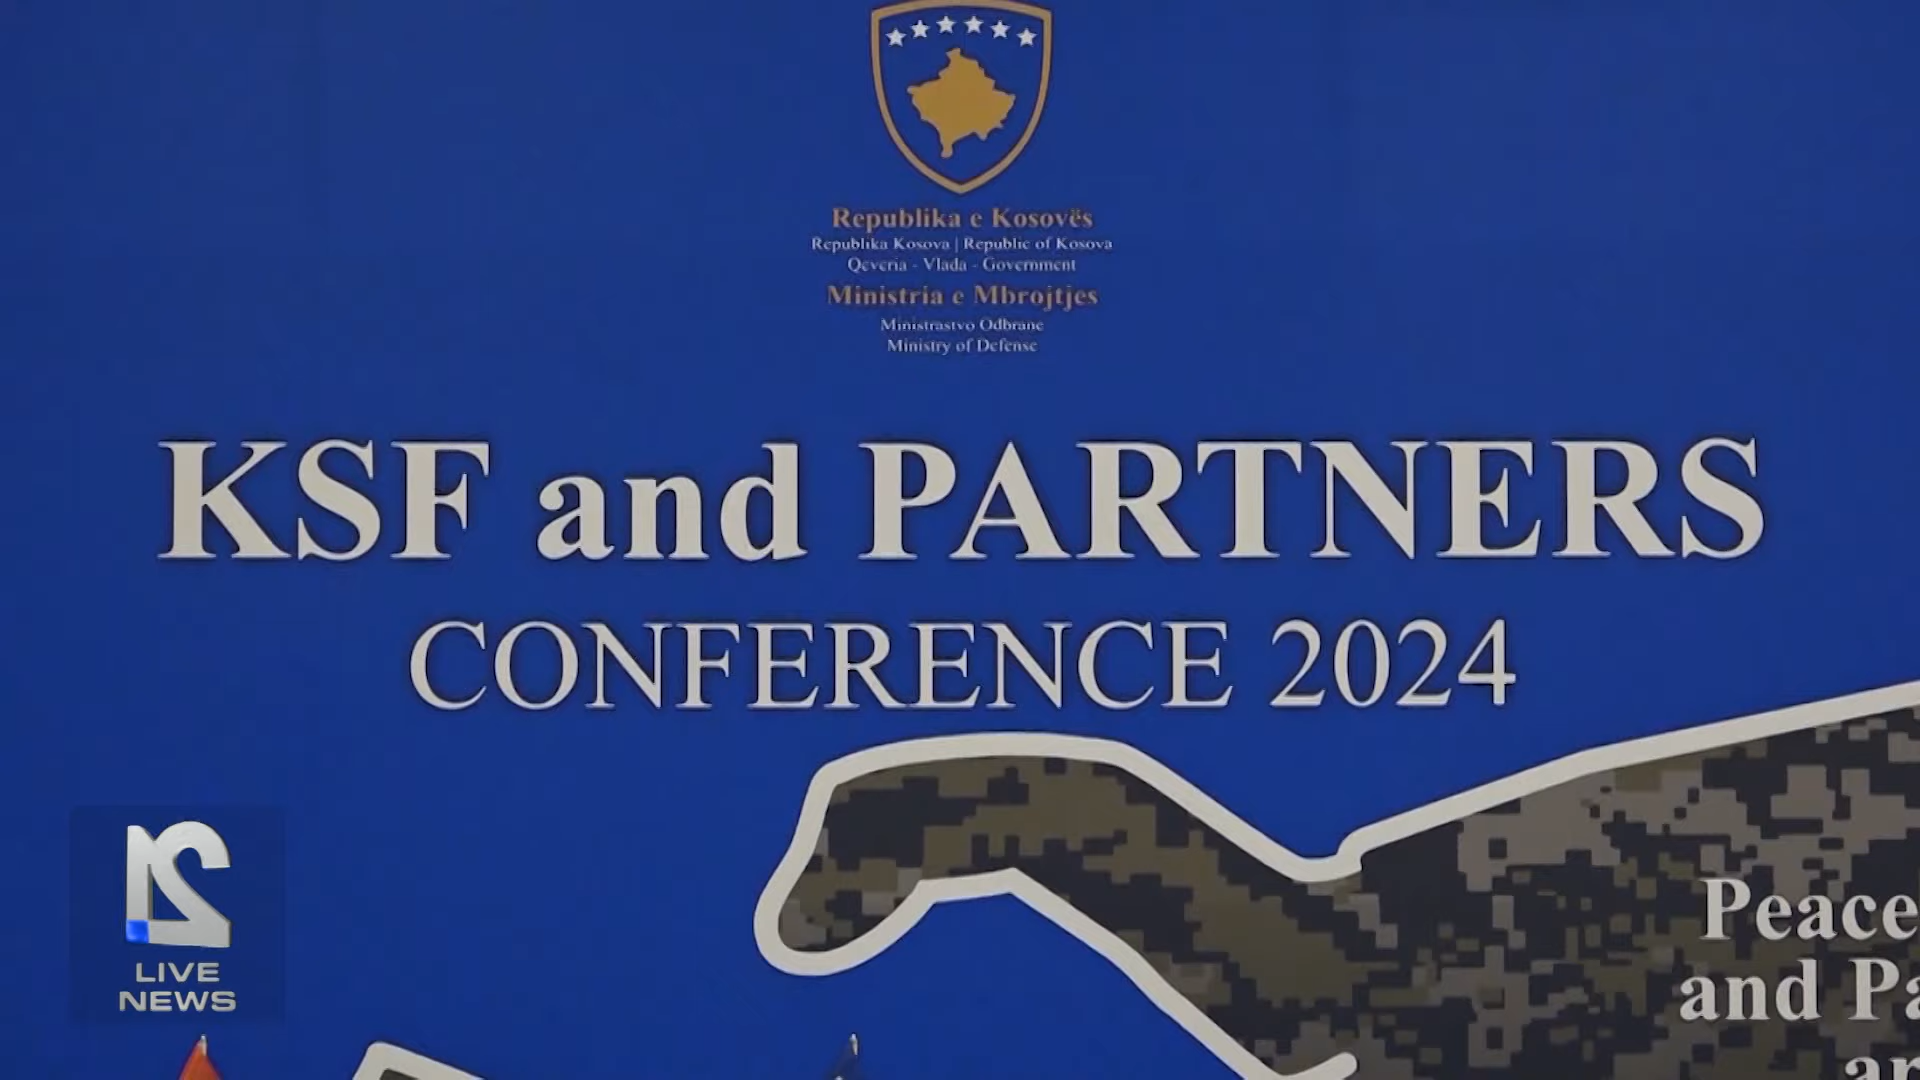 Republika e Kosovës
Republika Kosova | Republic of Kosova
Qeveria - Vlada - Government
Ministria e Mbrojtjes
Ministrastvo Odbrane
Ministry of Defense
KSF and PARTNERS
CONFERENCE 2024
Peace
and Pa
ar
LIVE
NEWS